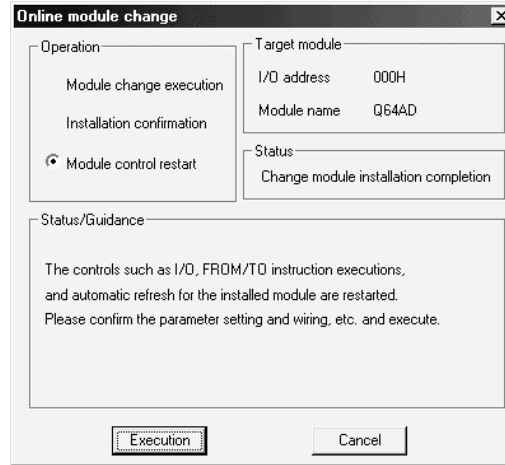 Online module change
Operation
Module change execution
Installation confirmation
Module control restart
Target module
I/O address 000H
Module name Q64AD
Status
Change module installation completion
Status/Guidance
The controls such as I/O, FROM/TO instruction executions,
and automatic refresh for the installed module are restarted.
Please confirm the parameter setting and wiring, etc. and execute.
Execution Cancel